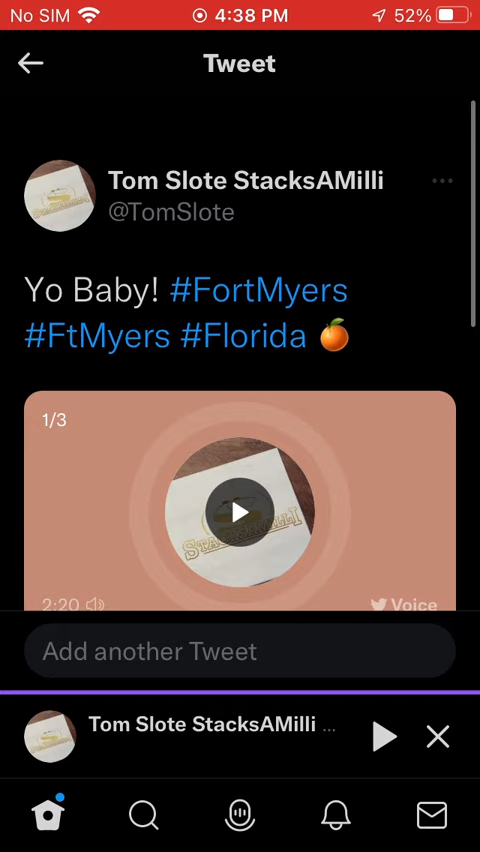 No SIM 4:38 PM 52%
Tweet
Tom Slote StacksAMilli
@TomSlote
Yo Baby! #FortMyers
#FtMyers #Florida 🍊
1/3
StacksAMilli
2:20 Voice
Add another Tweet
Tom Slote StacksAMilli ...